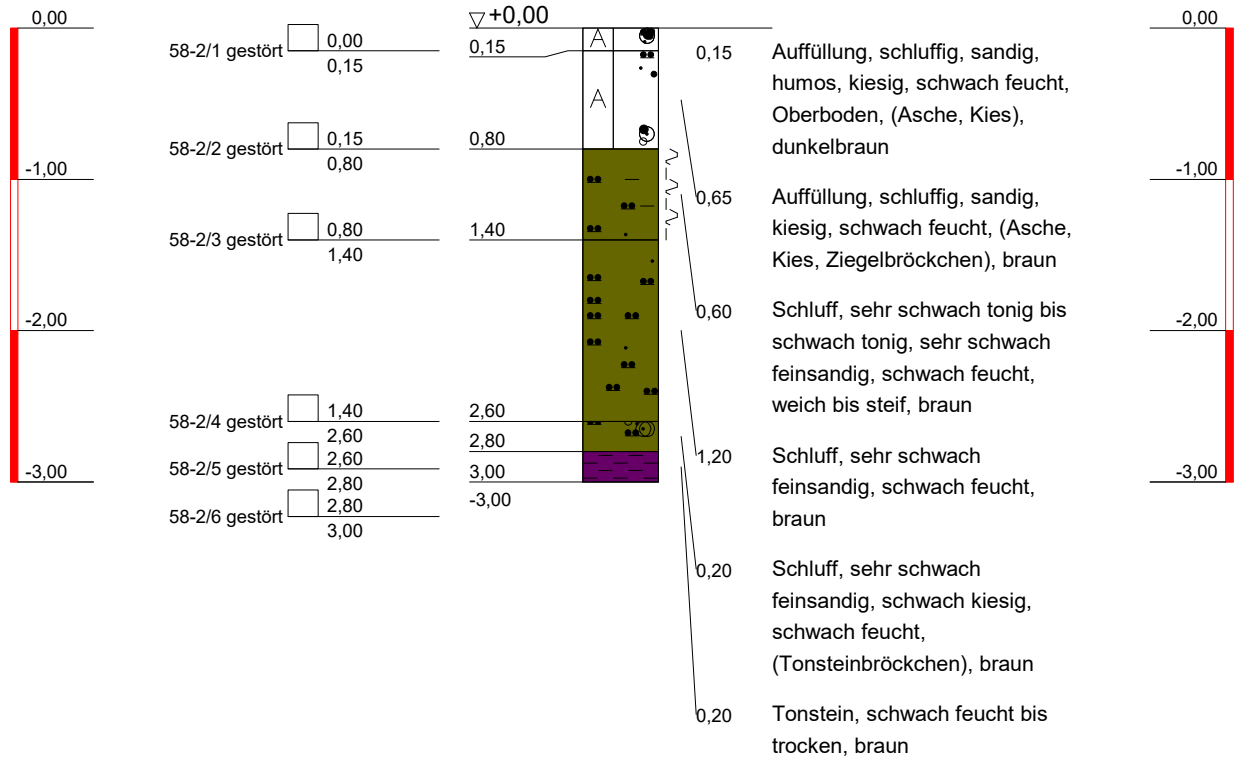 0,00
-1,00
-2,00
-3,00
58-2/1 gestört
0,00
0,15
58-2/2 gestört
0,15
0,80
58-2/3 gestört
0,80
1,40
58-2/4 gestört
1,40
2,60
58-2/5 gestört
2,60
2,80
58-2/6 gestört
2,80
3,00
+0,00
0,15
0,80
1,40
2,60
2,80
3,00
-3,00
A
A
0,15
Auffüllung, schluffig, sandig,
humos, kiesig, schwach feucht,
Oberboden, (Asche, Kies),
dunkelbraun
0,65
Auffüllung, schluffig, sandig,
kiesig, schwach feucht, (Asche,
Kies, Ziegelbröckchen), braun
0,60
Schluff, sehr schwach tonig bis
schwach tonig, sehr schwach
feinsandig, schwach feucht,
weich bis steif, braun
1,20
Schluff, sehr schwach
feinsandig, schwach feucht,
braun
0,20
Schluff, sehr schwach
feinsandig, schwach kiesig,
schwach feucht,
(Tonsteinbröckchen), braun
0,20
Tonstein, schwach feucht bis
trocken, braun
0,00
-1,00
-2,00
-3,00